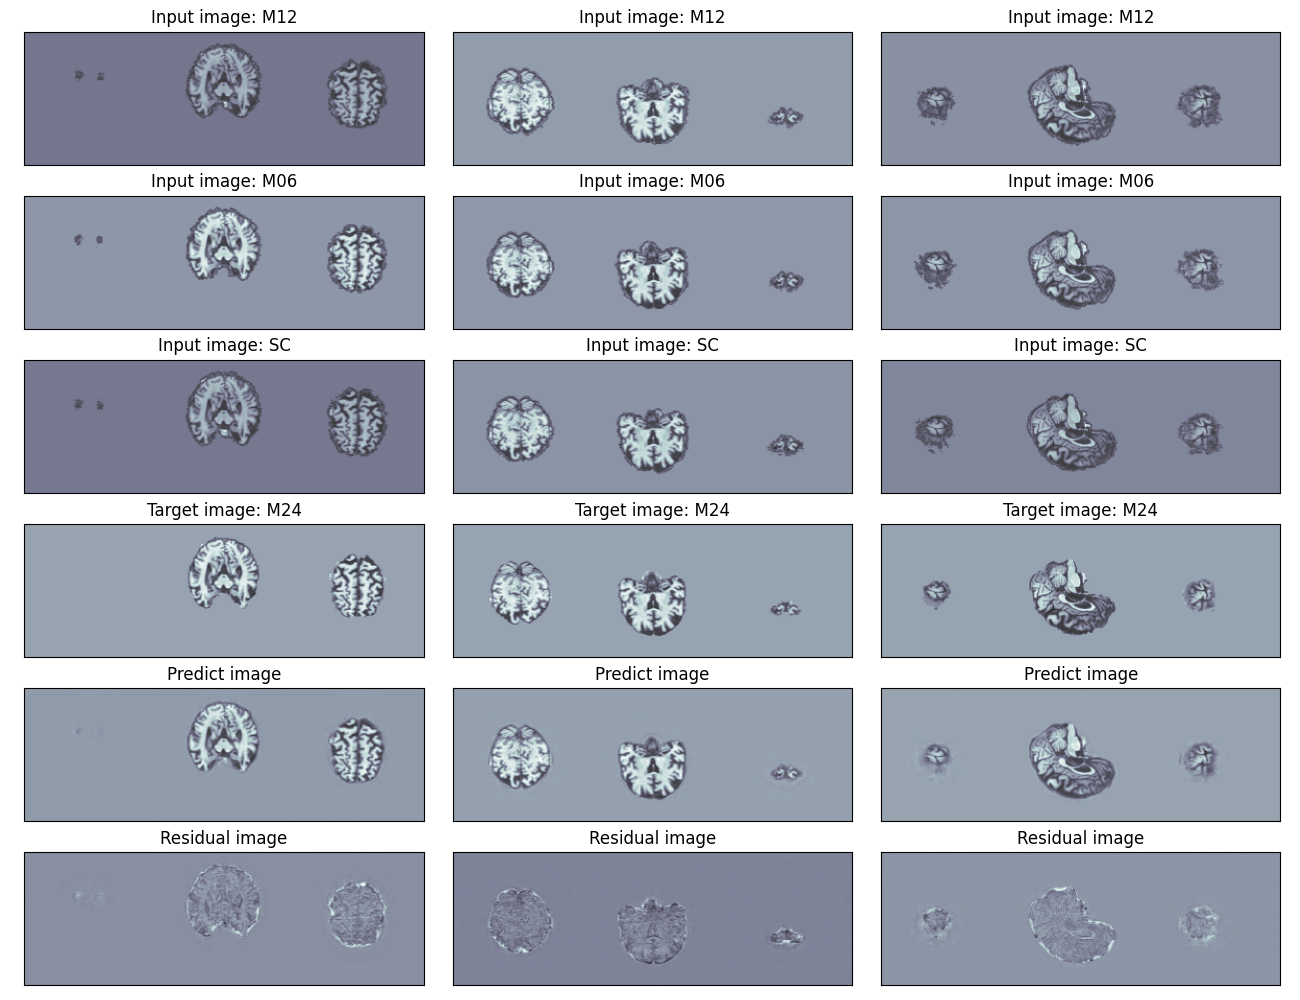 Input image: M12 Input image: M12 Input image: M12
Input image: M06 Input image: M06 Input image: M06
Input image: SC Input image: SC Input image: SC
Target image: M24 Target image: M24 Target image: M24
Predict image Predict image Predict image
Residual image Residual image Residual image